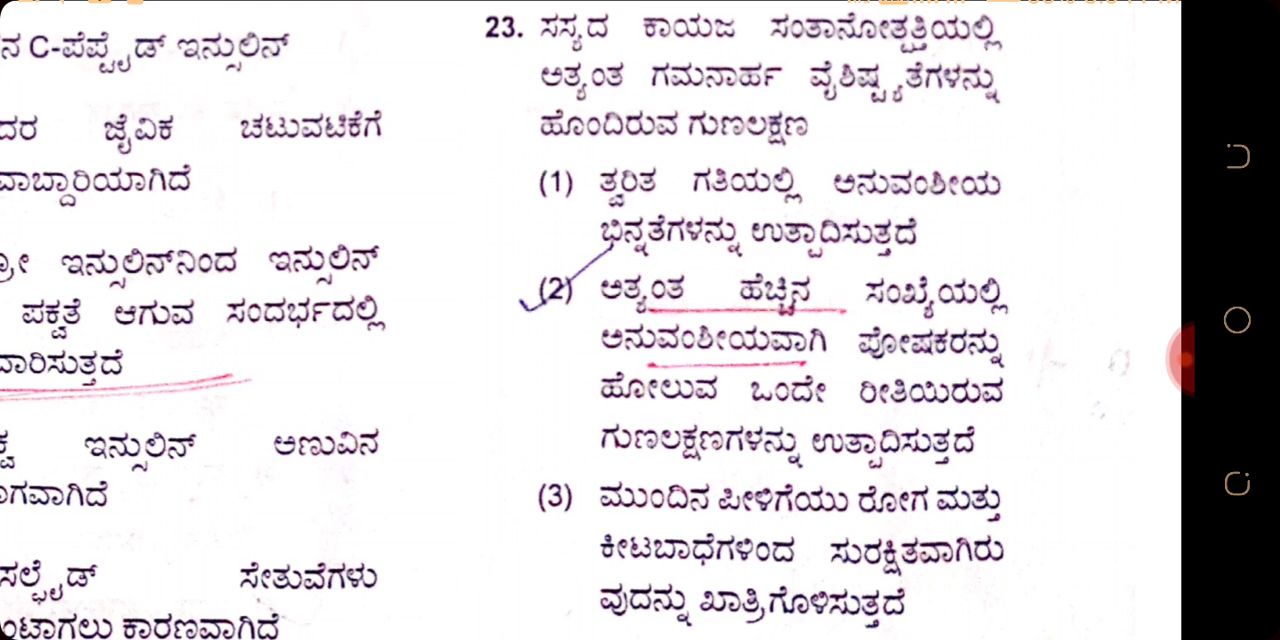 ನ C-ಪೆಪ್ಟೈಡ್ ಇನ್ಸುಲಿನ್
ದರ ಜೈವಿಕ ಚಟುವಟಿಕೆಗೆ
ವಾಬ್ದಾರಿಯಾಗಿದೆ
ಇನ್ಸುಲಿನ್‌ನಿಂದ ಇನ್ಸುಲಿನ್
ಪಕ್ವತೆ ಆಗುವ ಸಂದರ್ಭದಲ್ಲಿ
ದಾರಿಸುತ್ತದೆ
ಇನ್ಸುಲಿನ್ ಅಣುವಿನ
ಾಗವಾಗಿದೆ
ಸಲ್ಫೈಡ್ ಸೇತುವೆಗಳು
ಂಟಾಗಲು ಕಾರಣವಾಗಿದೆ
23. ಸಸ್ಯದ ಕಾಯಜ ಸಂತಾನೋತ್ಪತ್ತಿಯಲ್ಲಿ
ಅತ್ಯಂತ ಗಮನಾರ್ಹ ವೈಶಿಷ್ಟ್ಯತೆಗಳನ್ನು
ಹೊಂದಿರುವ ಗುಣಲಕ್ಷಣ
(1) ತ್ವರಿತ ಗತಿಯಲ್ಲಿ ಅನುವಂಶೀಯ
ಭಿನ್ನತೆಗಳನ್ನು ಉತ್ಪಾದಿಸುತ್ತದೆ
(2) ಅತ್ಯಂತ ಹೆಚ್ಚಿನ ಸಂಖ್ಯೆಯಲ್ಲಿ
ಅನುವಂಶೀಯವಾಗಿ ಪೋಷಕರನ್ನು
ಹೋಲುವ ಒಂದೇ ರೀತಿಯಿರುವ
ಗುಣಲಕ್ಷಣಗಳನ್ನು ಉತ್ಪಾದಿಸುತ್ತದೆ
(3) ಮುಂದಿನ ಪೀಳಿಗೆಯು ರೋಗ ಮತ್ತು
ಕೀಟಬಾಧೆಗಳಿಂದ ಸುರಕ್ಷಿತವಾಗಿರು
ವುದನ್ನು ಖಾತ್ರಿಗೊಳಿಸುತ್ತದೆ